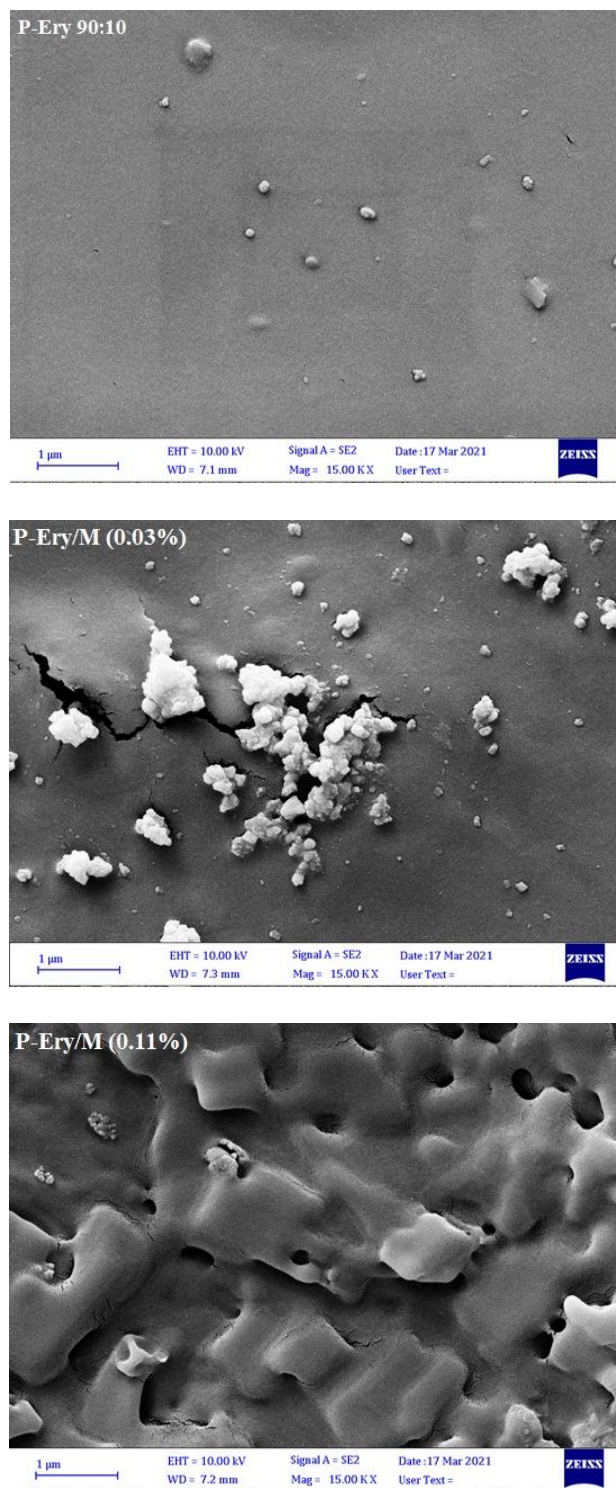 P-Ery 90:10
1 µm EHT = 10.00 kV Signal A = SE2 Date :17 Mar 2021 ZEISS
WD = 7.1 mm Mag = 15.00 K X User Text =
P-Ery/M (0.03%)
1 µm EHT = 10.00 kV Signal A = SE2 Date :17 Mar 2021 ZEISS
WD = 7.3 mm Mag = 15.00 K X User Text =
P-Ery/M (0.11%)
1 µm EHT = 10.00 kV Signal A = SE2 Date :17 Mar 2021 ZEISS
WD = 7.2 mm Mag = 15.00 K X User Text =